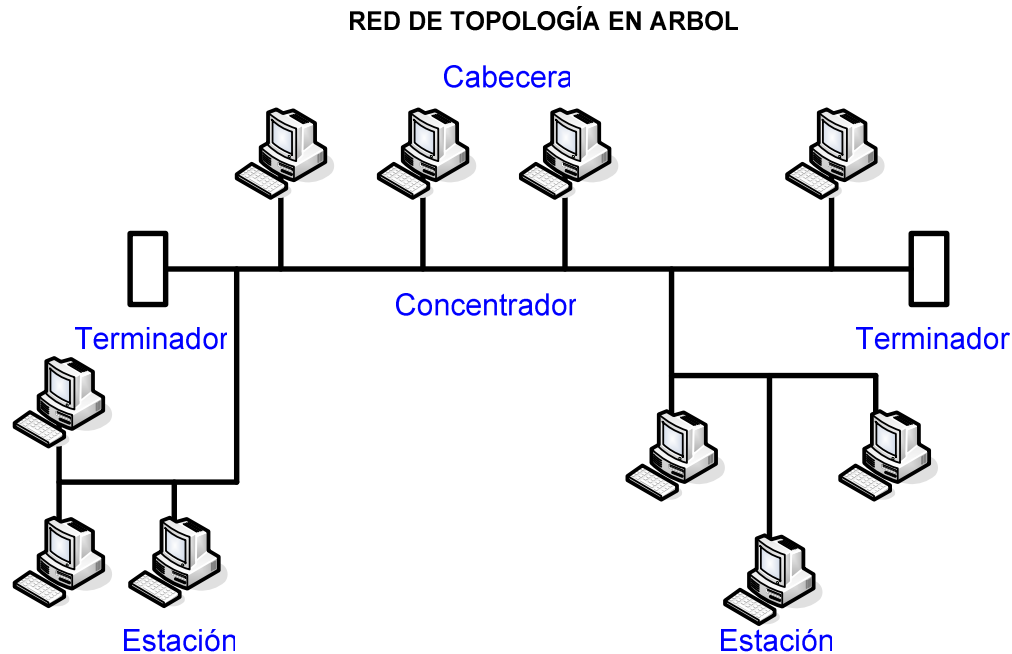 RED DE TOPOLOGÍA EN ARBOL
Cabecera
Concentrador
Terminador
Terminador
Estación
Estación